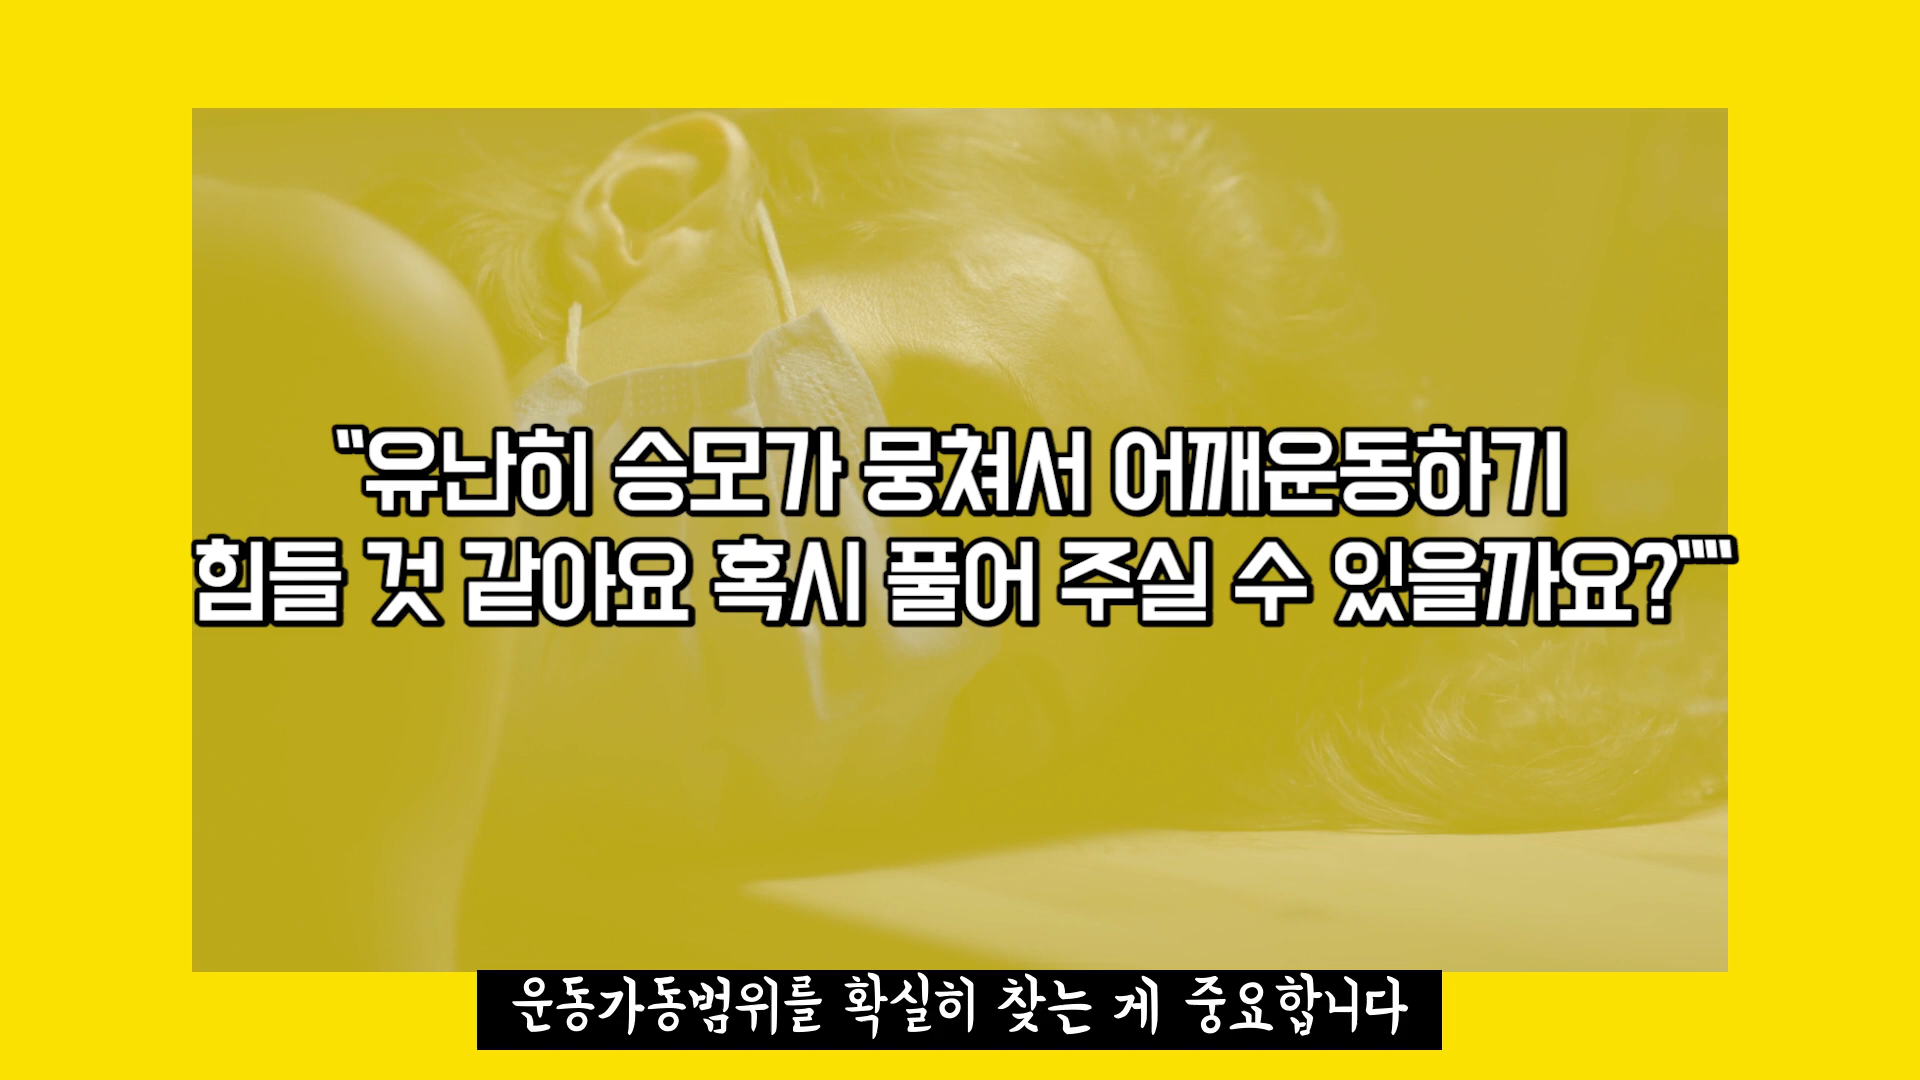 “유난히 승모가 뭉쳐서 어깨운동하기
힘들 것 같아요 혹시 풀어 주실 수 있을까요?""
운동가동범위를 확실히 찾는 게 중요합니다